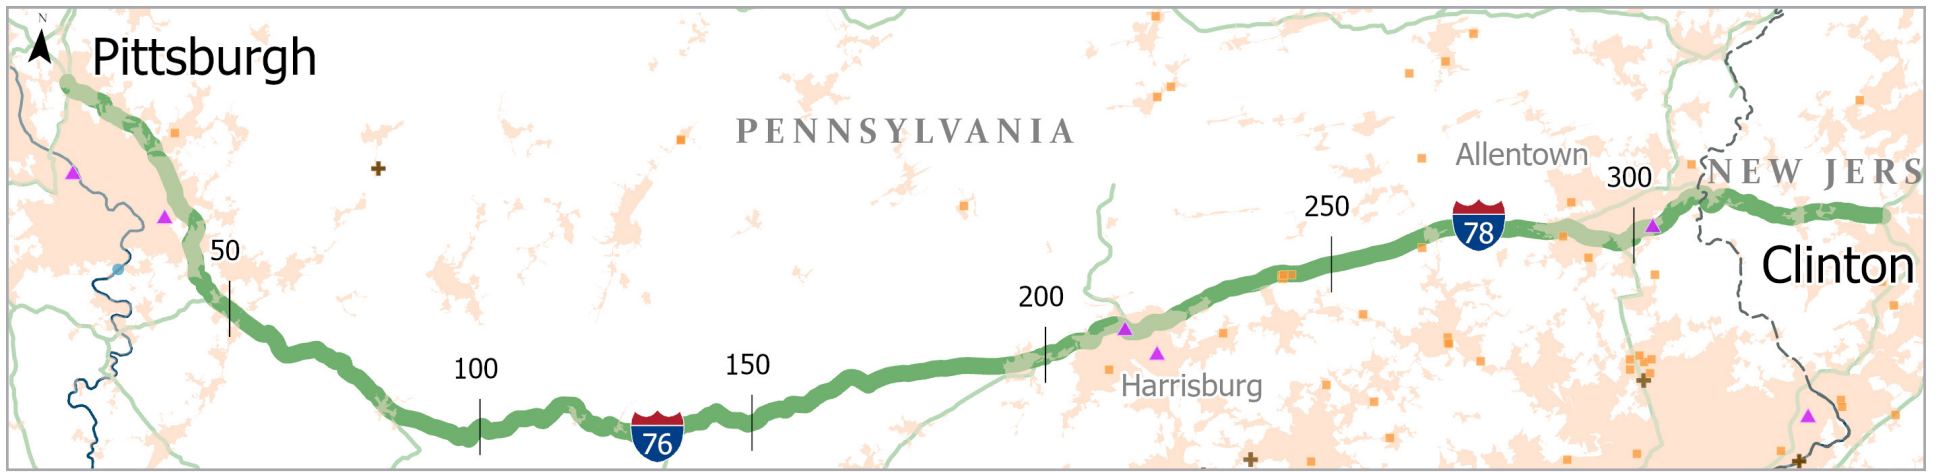 N
Pittsburgh
PENNSYLVANIA
Allentown
300
NEW JERS
250
78
50
Clinton
200
100
150
Harrisburg
76